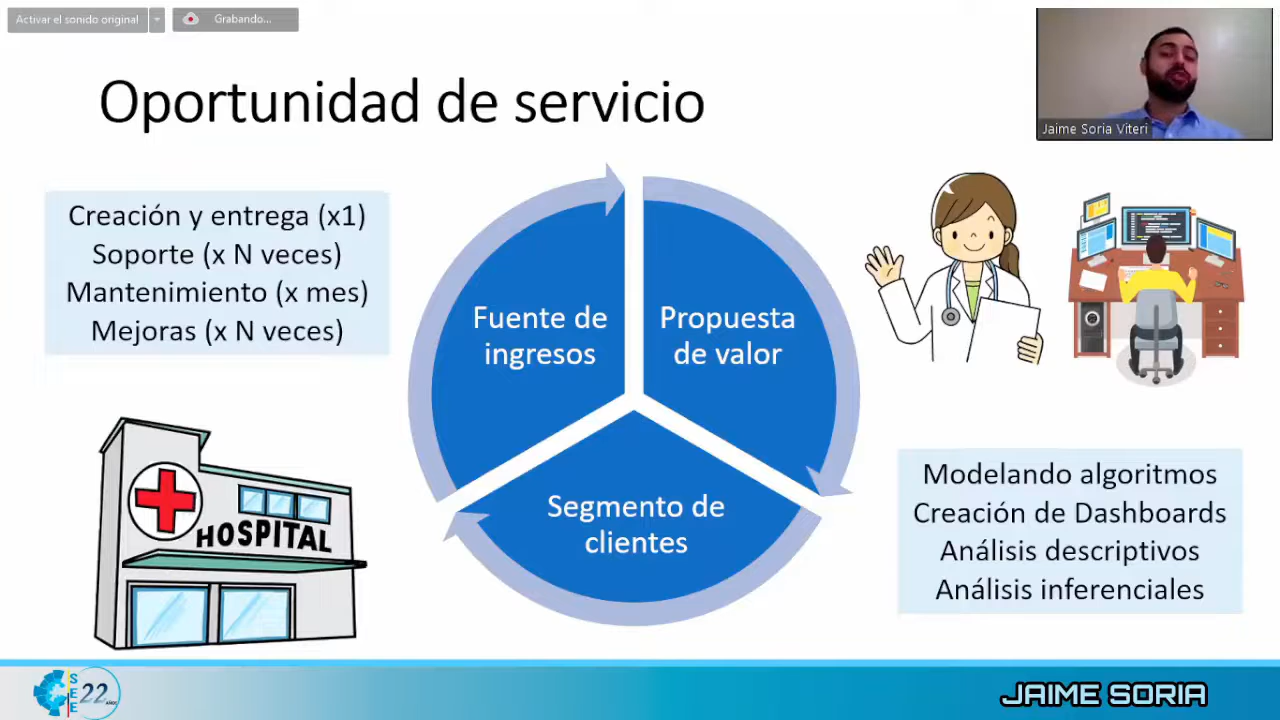 Activar el sonido original
Grabando...
Oportunidad de servicio
Jaime Soria Viteri
Creación y entrega (x1)
Soporte (x N veces)
Mantenimiento (x mes)
Mejoras (x N veces)
Fuente de
ingresos
Propuesta
de valor
Segmento de
clientes
HOSPITAL
Modelando algoritmos
Creación de Dashboards
Análisis descriptivos
Análisis inferenciales
SEE
22
AÑOS
JAIME SORIA